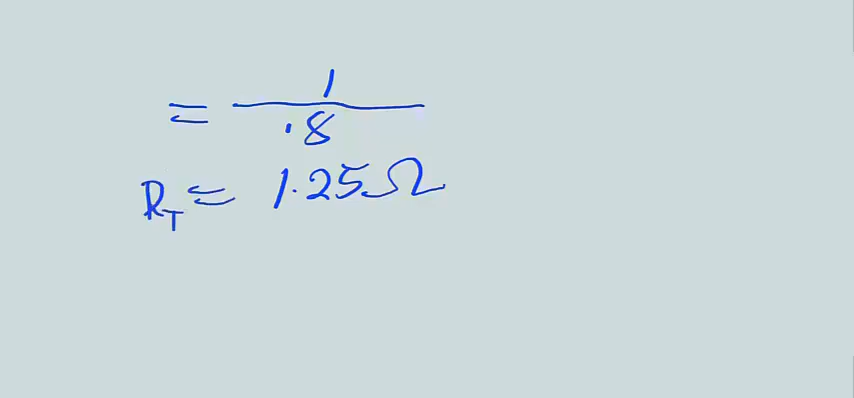 = 1/.8
R_T = 1.25Ω